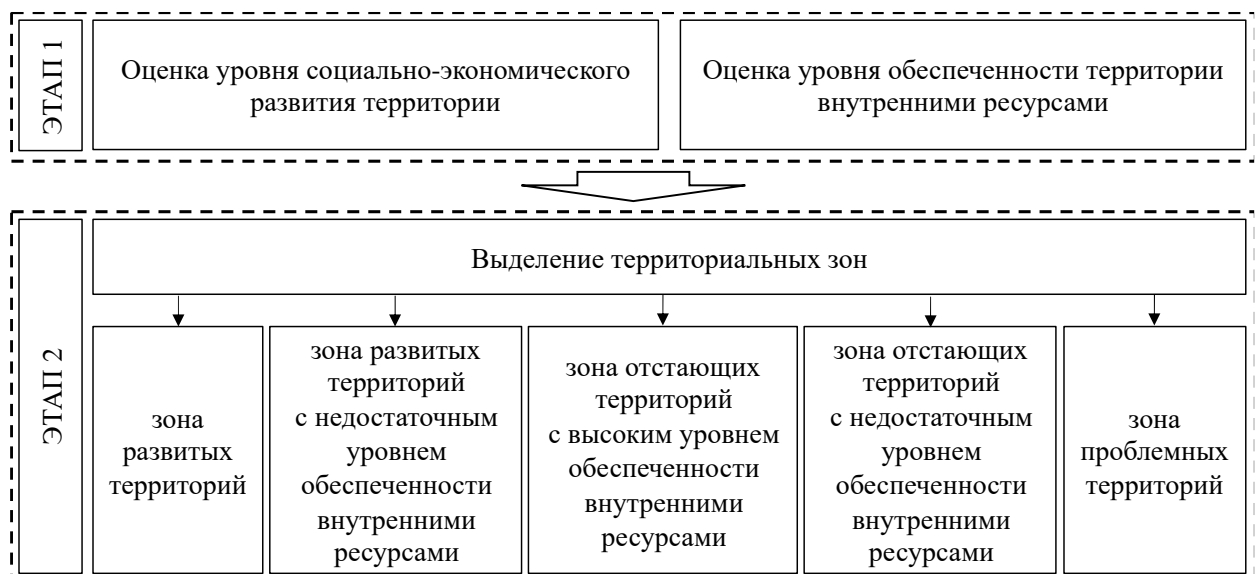 ЭТАП 1
Оценка уровня социально-экономического
развития территории
Оценка уровня обеспеченности территории
внутренними ресурсами
ЭТАП 2
Выделение территориальных зон
зона
развитых
территорий
зона развитых
территорий
с недостаточным
уровнем
обеспеченности
внутренними
ресурсами
зона отстающих
территорий
с высоким уровнем
обеспеченности
внутренними
ресурсами
зона отстающих
территорий
с недостаточным
уровнем
обеспеченности
внутренними
ресурсами
зона
проблемных
территорий